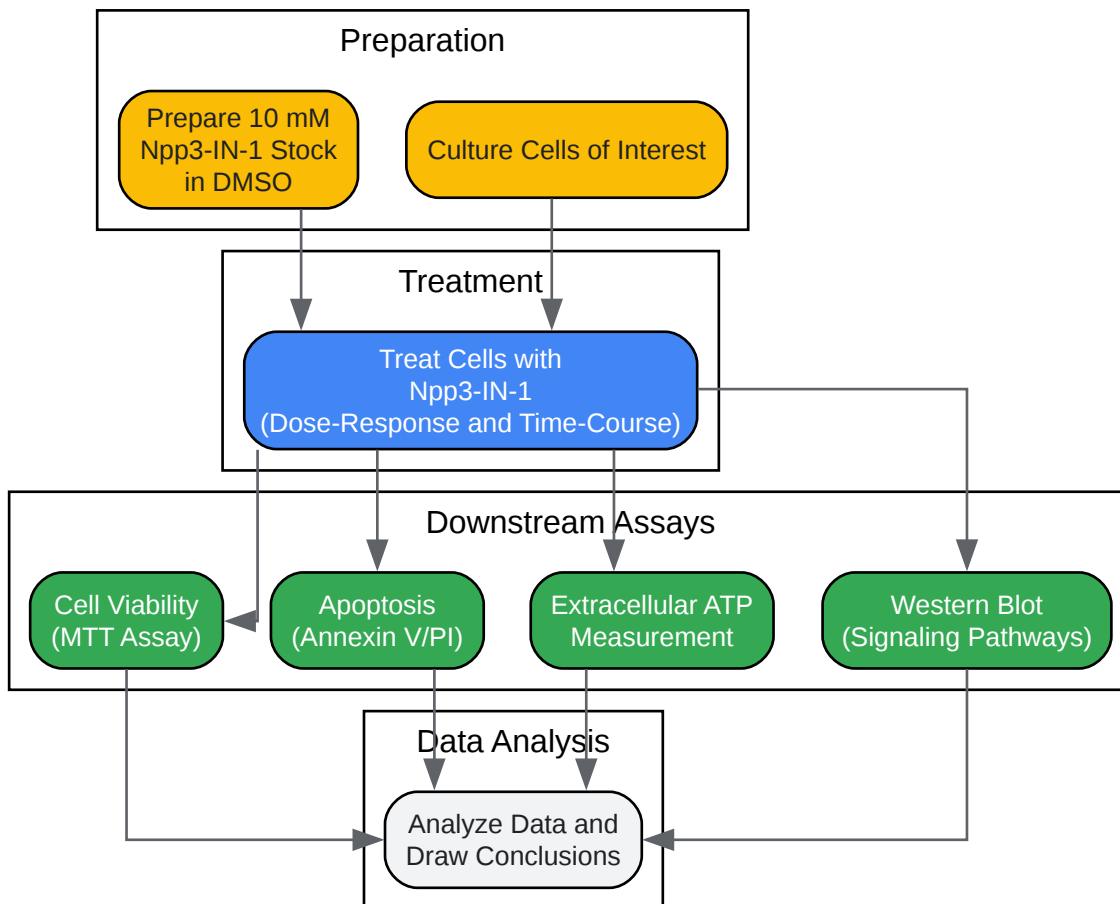 Preparation
Prepare 10 mM
Npp3-IN-1 Stock
in DMSO
Culture Cells of Interest
Treatment
Treat Cells with
Npp3-IN-1
(Dose-Response and Time-Course)
Downstream Assays
Cell Viability
(MTT Assay)
Apoptosis
(Annexin V/PI)
Extracellular ATP
Measurement
Western Blot
(Signaling Pathways)
Data Analysis
Analyze Data and
Draw Conclusions